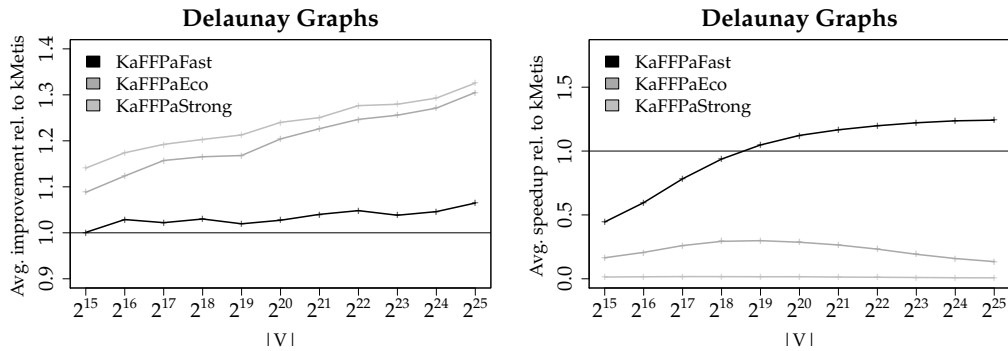 Delaunay Graphs
Avg. improvement rel. to kMetis
1.4
1.3
1.2
1.1
1.0
0.9
KaFFPaFast
KaFFPaEco
KaFFPaStrong
2^15 2^16 2^17 2^18 2^19 2^20 2^21 2^22 2^23 2^24 2^25
|V|
Delaunay Graphs
Avg. speedup rel. to kMetis
1.5
1.0
0.5
0.0
KaFFPaFast
KaFFPaEco
KaFFPaStrong
2^15 2^16 2^17 2^18 2^19 2^20 2^21 2^22 2^23 2^24 2^25
|V|